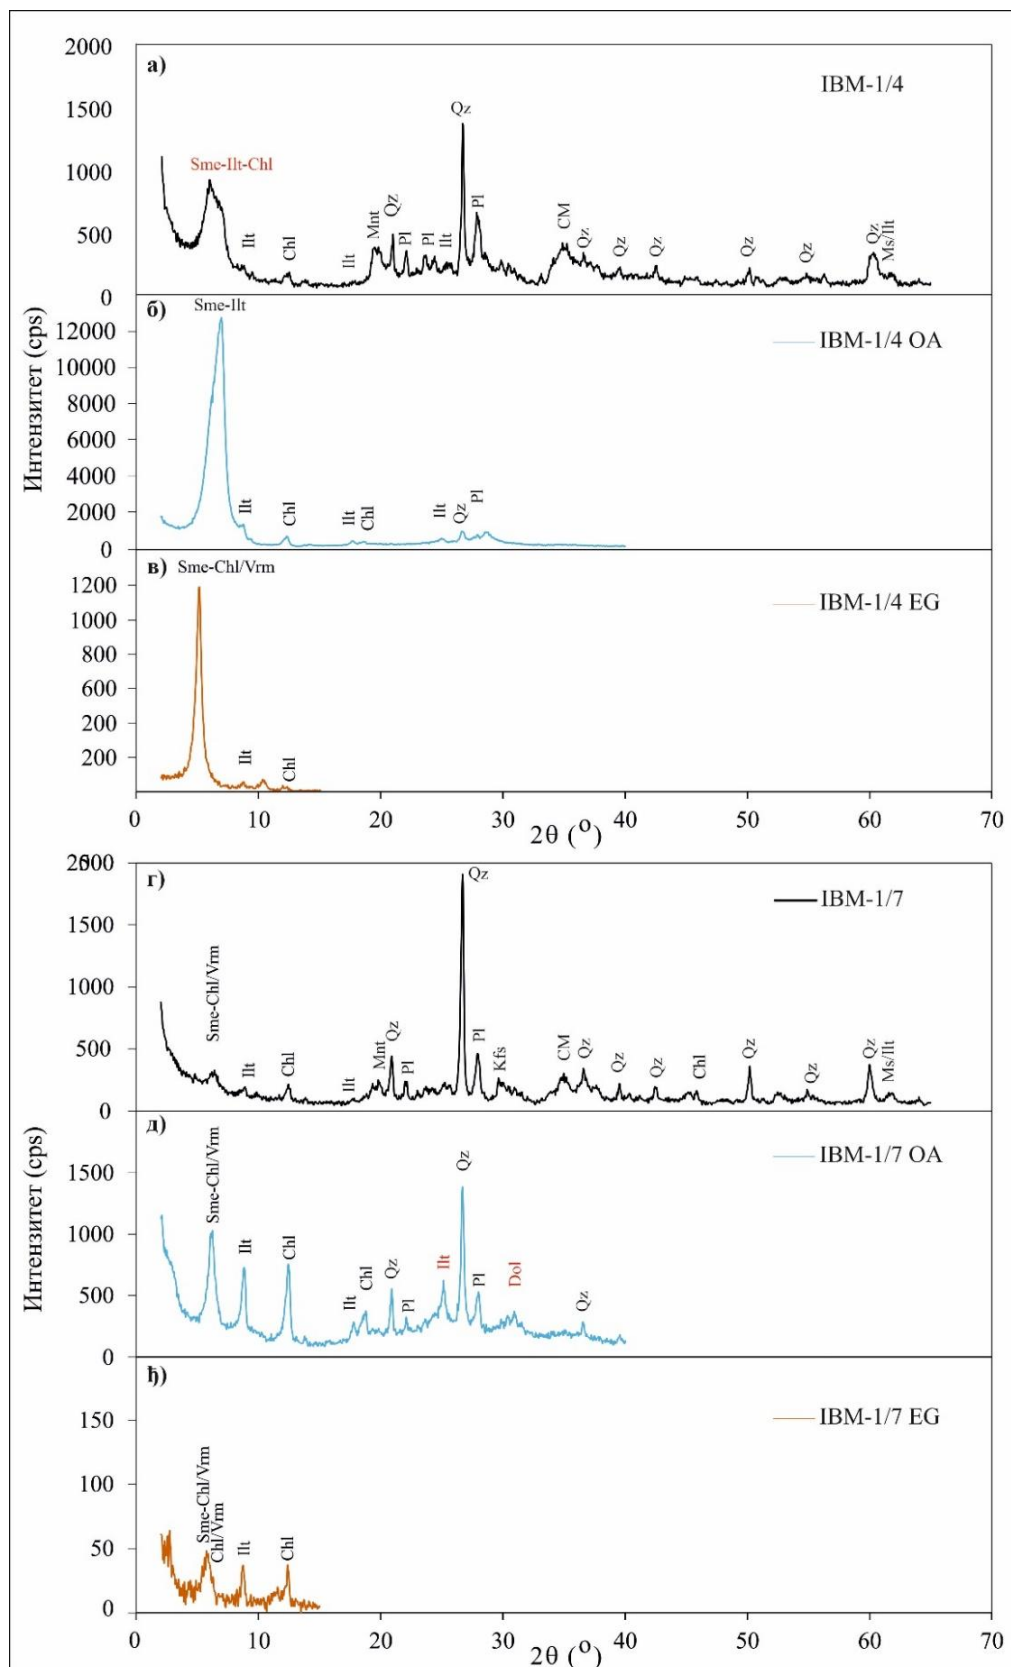 2000
a)
IBM-1/4
1500
Qz
1000
Sme-Ilt-Chl
500
Ilt
Chl
Ilt
Mnt
Qz
Pl
Pl
Ilt
Pl
CM
Qz
Qz
Qz
Qz
Qz
Qz
Ms/Ilt
0
б)
Sme-Ilt
IBM-1/4 OA
12000
10000
8000
6000
4000
2000
0
Ilt
Chl
Ilt
Chl
Ilt
Qz
Pl
Интензитет (cps)
в)
Sme-Chl/Vrm
IBM-1/4 EG
1200
1000
800
600
200
200
Ilt
Chl
0 10 20 30 40 50 60 70
2θ (o)
г)
Qz
IBM-1/7
1500
1000
500
0
Sme-Chl/Vrm
Ilt
Chl
Ilt
Mnt
Qz
Pl
Pl
Kfs
CM
Qz
Qz
Qz
Chl
Qz
Qz
Qz
Ms/Ilt
д)
IBM-1/7 OA
1500
1000
500
0
Sme-Chl/Vrm
Ilt
Chl
Ilt
Chl
Qz
Pl
Ilt
Qz
Pl
Dol
Qz
Интензитет (cps)
ђ)
IBM-1/7 EG
150
100
50
0
Sme-Chl/Vrm
Chl/Vrm
Ilt
Chl
0 10 20 30 40 50 60 70
2θ (o)